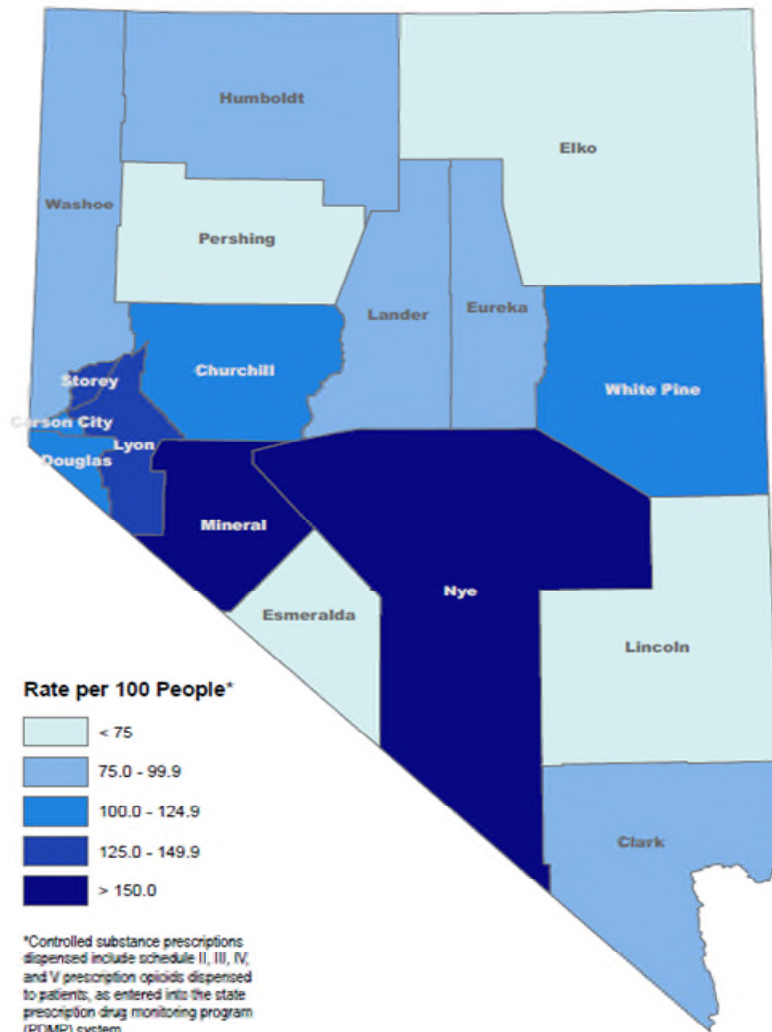 Humboldt
Elko
Washoe
Pershing
Lander
Eureka
Churchill
White Pine
Storey
Carson City
Lyon
Douglas
Mineral
Nye
Esmeralda
Lincoln
Clark
Rate per 100 People*
< 75
75.0 - 99.9
100.0 - 124.9
125.0 - 149.9
> 150.0
*Controlled substance prescriptions
dispensed include schedule II, III, IV,
and V prescription opioids dispensed
to patients, as entered into the state
prescription drug monitoring program
(PDMP) system